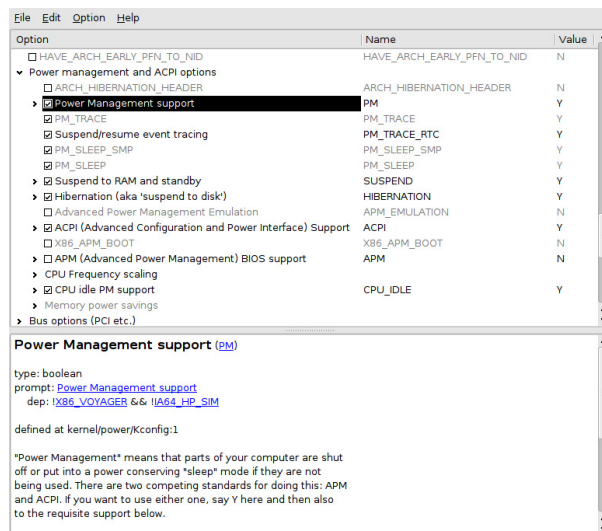 File Edit Option Help
Option Name Value
HAVE_ARCH_EARLY_PFN_TO_NID HAVE_ARCH_EARLY_PFN_TO_NID N
Power management and ACPI options
ARCH_HIBERNATION_HEADER ARCH_HIBERNATION_HEADER N
Power Management support PM Y
PM_TRACE PM_TRACE Y
Suspend/resume event tracing PM_TRACE_RTC Y
PM_SLEEP_SMP PM_SLEEP_SMP Y
PM_SLEEP PM_SLEEP Y
Suspend to RAM and standby SUSPEND Y
Hibernation (aka 'suspend to disk') HIBERNATION Y
Advanced Power Management Emulation APM_EMULATION N
ACPI (Advanced Configuration and Power Interface) Support ACPI Y
X86_APM_BOOT X86_APM_BOOT N
APM (Advanced Power Management) BIOS support APM N
CPU Frequency scaling
CPU idle PM support CPU_IDLE Y
Memory power savings
Bus options (PCI etc.)
Power Management support (PM)
type: boolean
prompt: Power Management support
dep: !X86_VOYAGER && !IA64_HP_SIM
defined at kernel/power/Kconfig:1
"Power Management" means that parts of your computer are shut
off or put into a power conserving "sleep" mode if they are not
being used. There are two competing standards for doing this: APM
and ACPI. If you want to use either one, say Y here and then also
to the requisite support below.